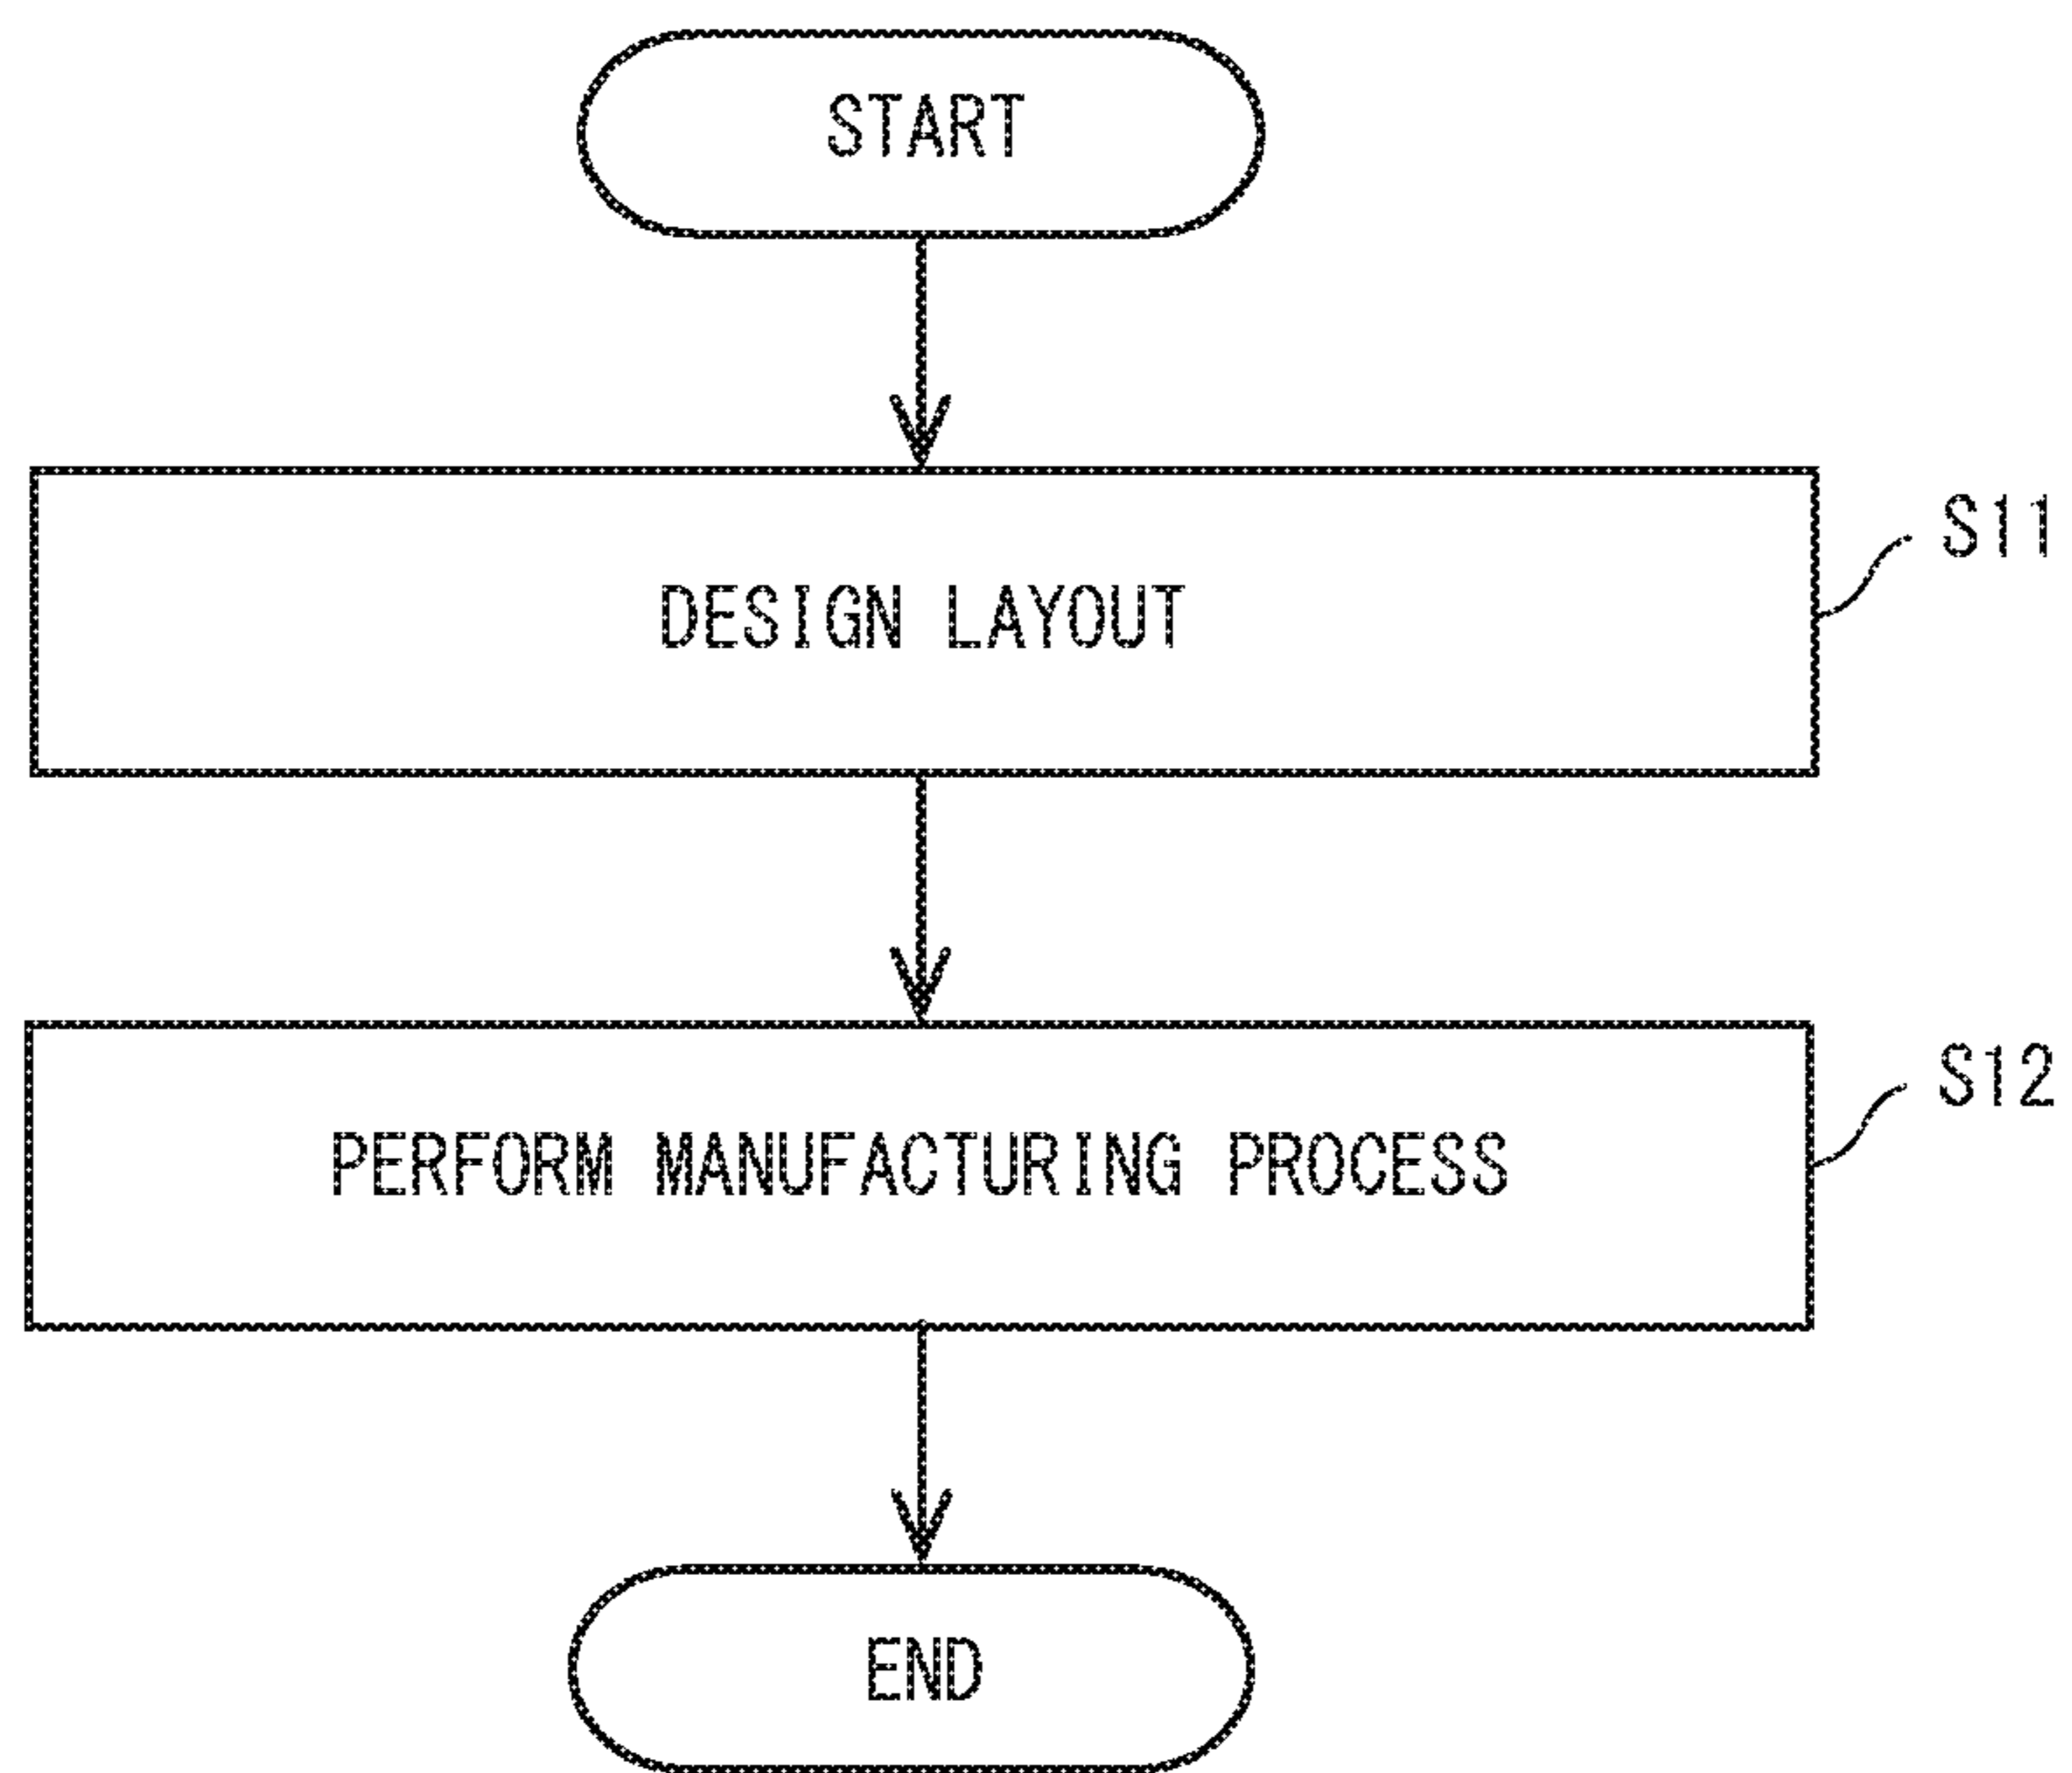 START
DESIGN LAYOUT
S11
PERFORM MANUFACTURING PROCESS
S12
END